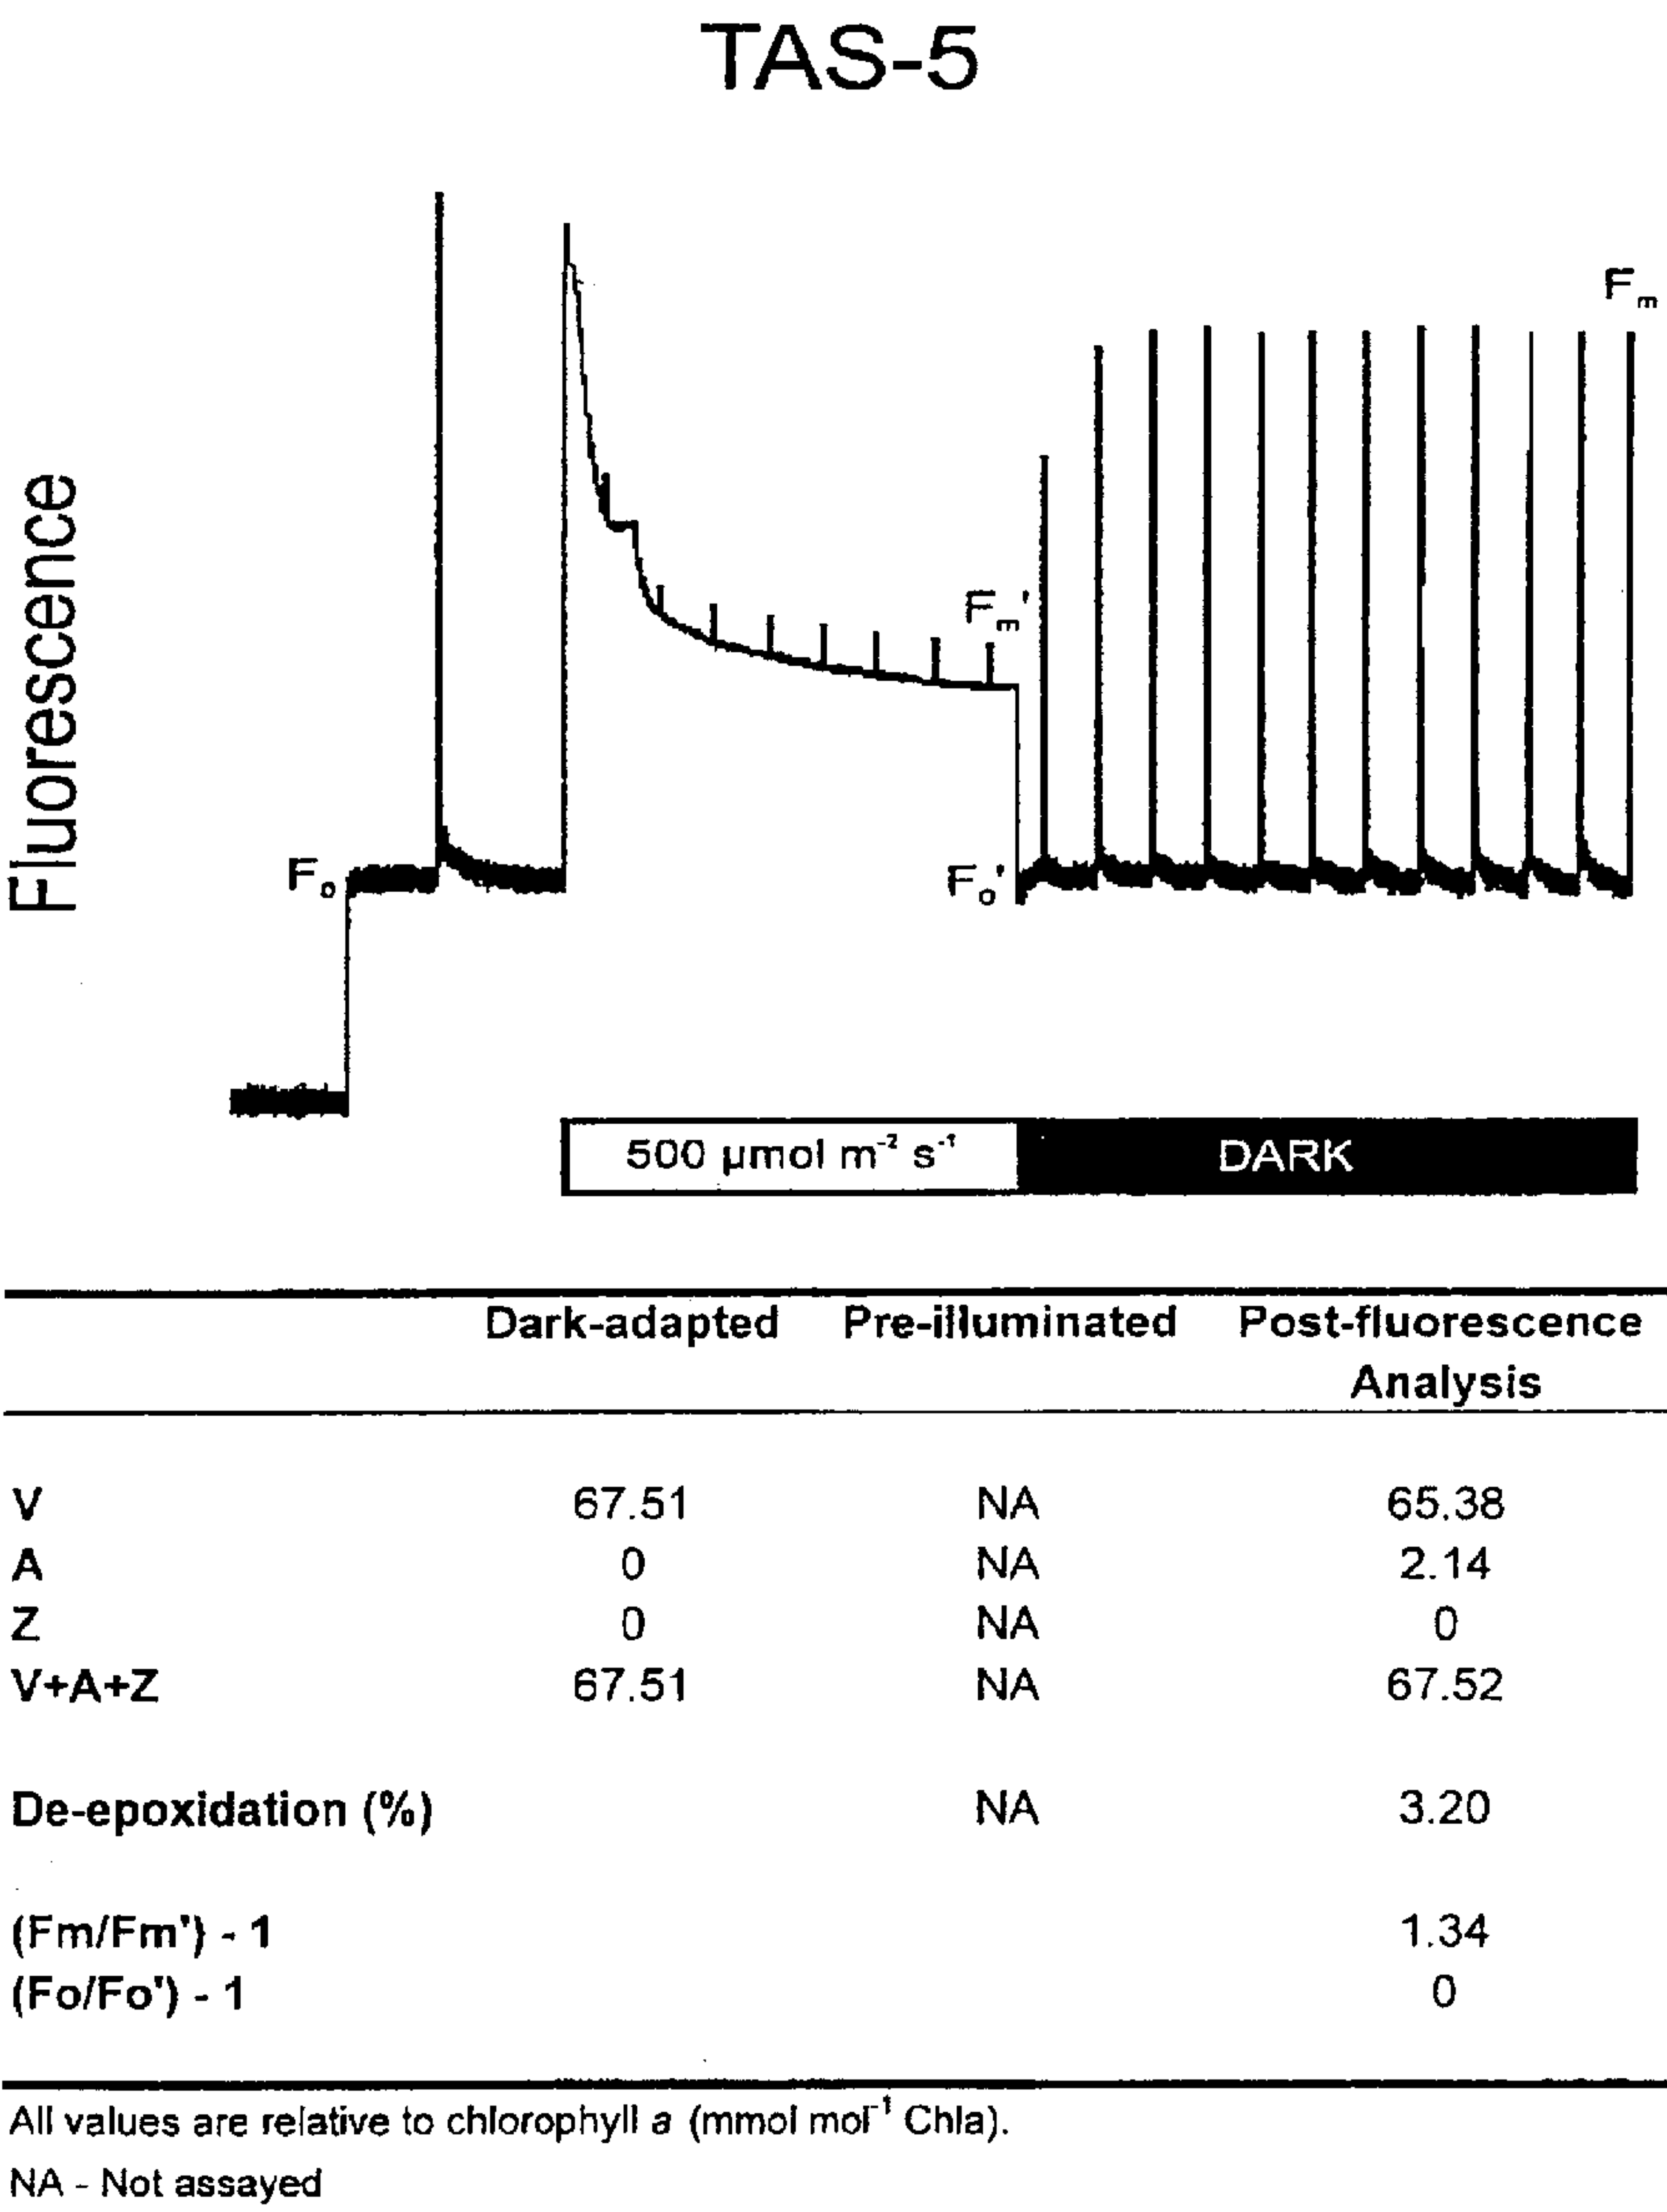 TAS-5
Fluorescence
Fm
Fm'
Fo
Fo'
500 µmol m⁻² s⁻¹ DARK
Dark-adapted Pre-illuminated Post-fluorescence
Analysis
V 67.51 NA 65.38
A 0 NA 2.14
Z 0 NA 0
V+A+Z 67.51 NA 67.52
De-epoxidation (%) NA 3.20
(Fm/Fm') - 1 1.34
(Fo/Fo') - 1 0
All values are relative to chlorophyll a (mmol mol⁻¹ Chla).
NA - Not assayed